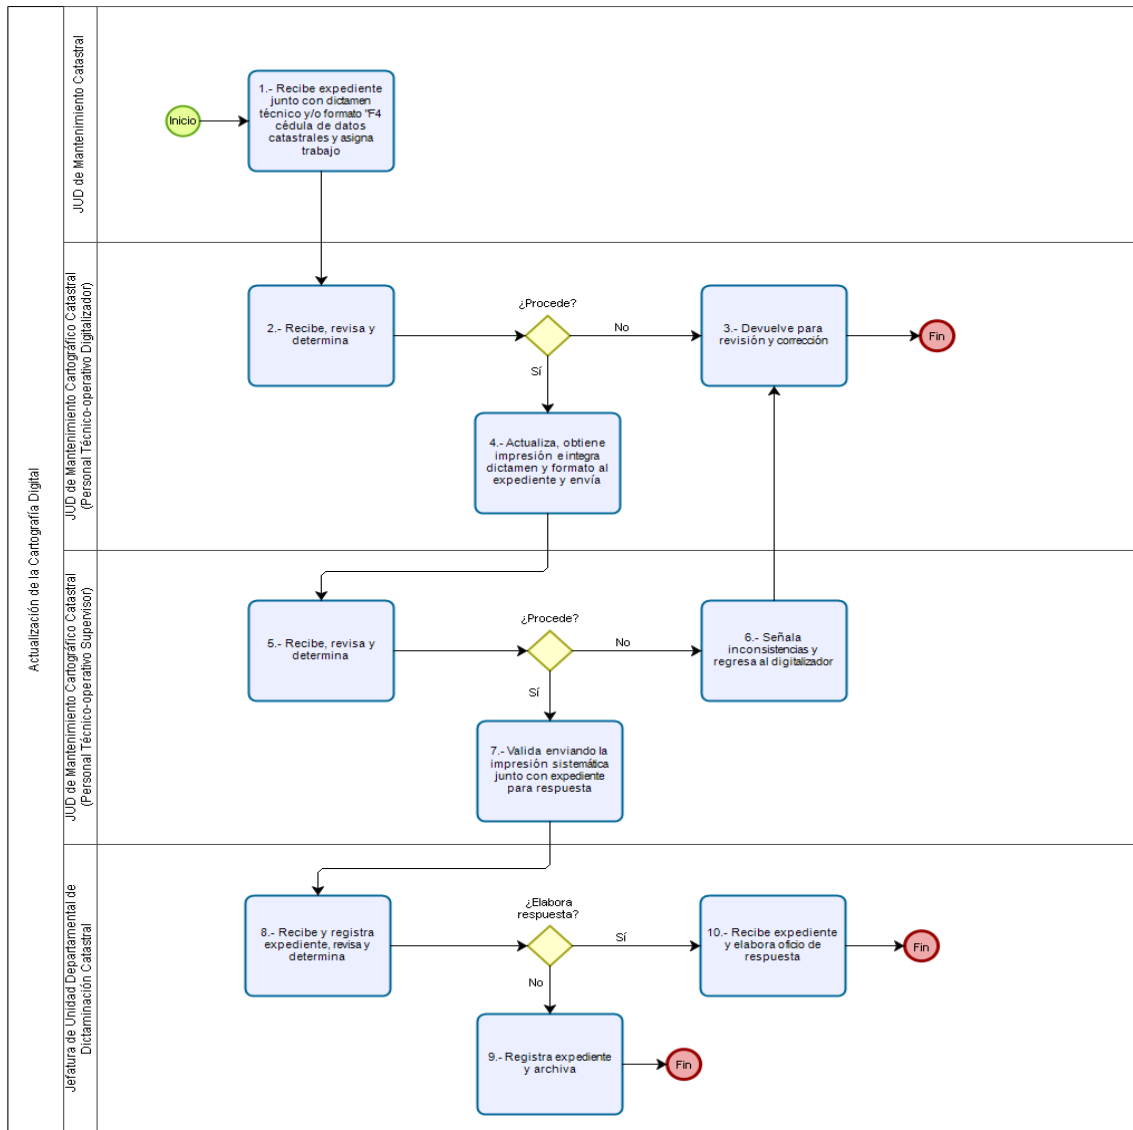 Actualización de la Cartografía Digital
JUD de Mantenimiento Catastral
Inicio
1.- Recibe expediente
junto con dictamen
técnico y/o formato "F4
cédula de datos
catastrales y asigna
trabajo
JUD de Mantenimiento Cartográfico Catastral
(Personal Técnico-operativo Digitalizador)
2.- Recibe, revisa y
determina
¿Procede?
No
Sí
3.- Devuelve para
revisión y corrección
Fin
4.- Actualiza, obtiene
impresión e integra
dictamen y formato al
expediente y envía
JUD de Mantenimiento Cartográfico Catastral
(Personal Técnico-operativo Supervisor)
5.- Recibe, revisa y
determina
¿Procede?
No
Sí
6.- Señala
inconsistencias y
regresa al digitalizador
7.- Valida enviando la
impresión sistemática
junto con expediente
para respuesta
Jefatura de Unidad Departamental de
Dictaminación Catastral
8.- Recibe y registra
expediente, revisa y
determina
¿Elabora
respuesta?
Sí
No
10.- Recibe expediente
y elabora oficio de
respuesta
Fin
9.- Registra expediente
y archiva
Fin